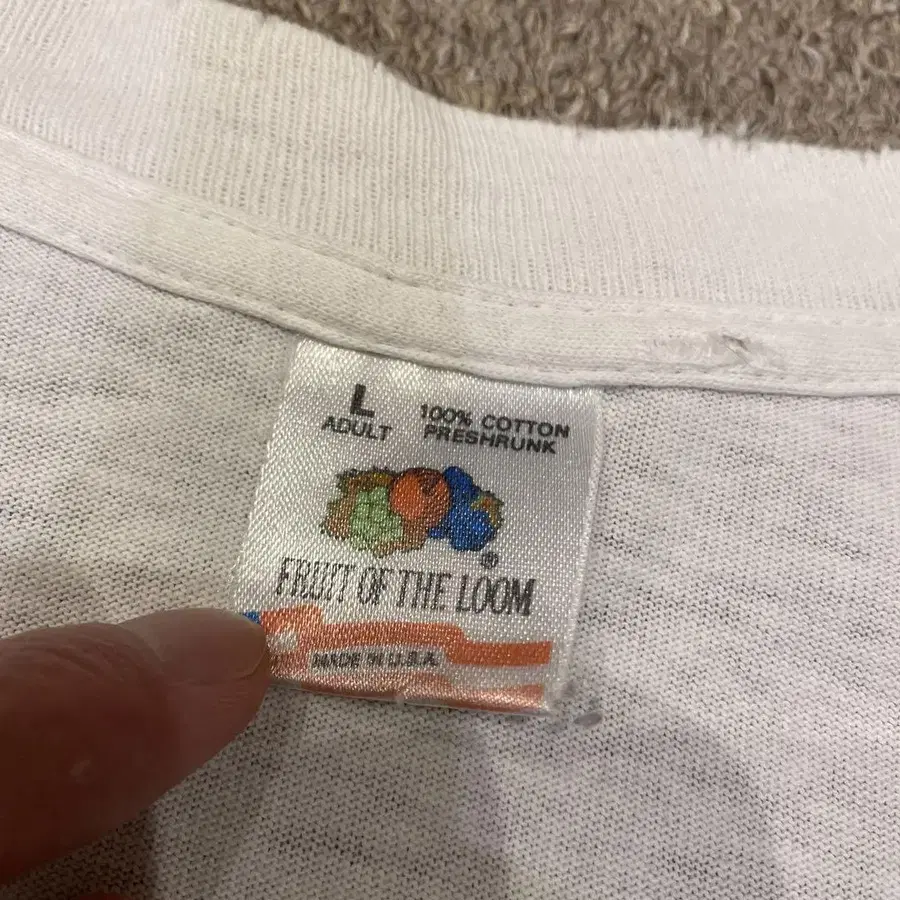 L
ADULT
100% COTTON
PRESHRUNK
®
FRUIT OF THE LOOM
MADE IN U.S.A.